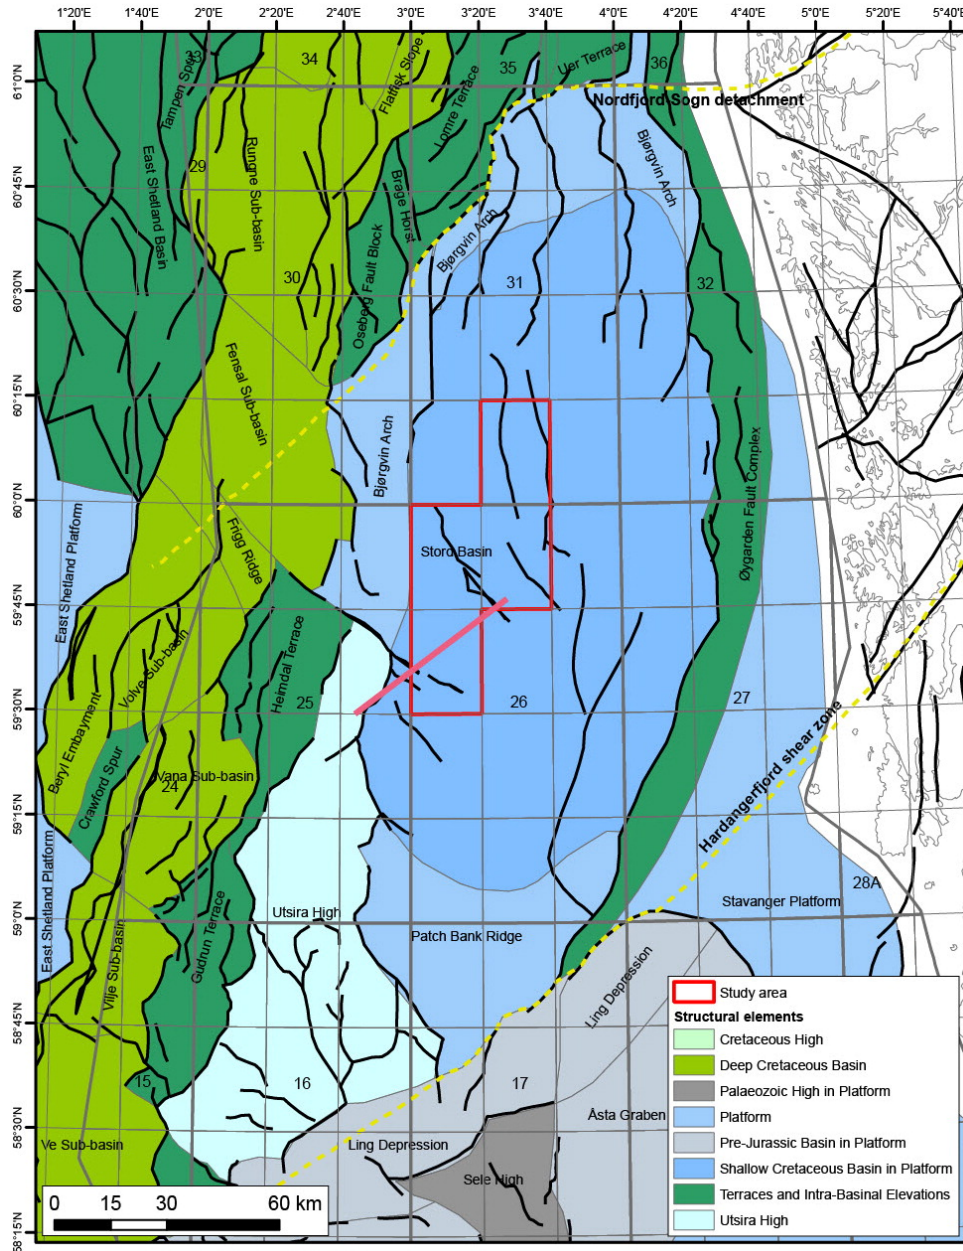 1°20'E 1°40'E 2°0'E 2°20'E 2°40'E 3°0'E 3°20'E 3°40'E 4°0'E 4°20'E 4°40'E 5°0'E 5°20'E 5°40'E
61°0'N
60°45'N
60°30'N
60°15'N
60°0'N
59°45'N
59°30'N
59°15'N
59°0'N
58°45'N
58°30'N
58°15'N
33
34
35
36
Tampen Spur
Flatfisk Slope
Uer Terrace
Lomre Terrace
Nordfjord-Sogn detachment
29
East Shetland Basin
Rungne Sub-basin
Brage Horst
Bjørgvin Arch
Bjørgvin Arch
30
31
32
Oseberg Fault Block
Fensal Sub-basin
Bjørgvin Arch
Øygarden Fault Complex
East Shetland Platform
Frigg Ridge
Stord Basin
Volve Sub-basin
Heimdal Terrace
25
26
27
Beryl Embayment
Crawford Spur
Vana Sub-basin
24
Hardangerfjord shear zone
East Shetland Platform
Utsira High
28A
Stavanger Platform
Patch Bank Ridge
Gudrun Terrace
Vilje Sub-basin
Ling Depression
15
16
17
Åsta Graben
Ve Sub-basin
Ling Depression
Sele High
Study area
Structural elements
Cretaceous High
Deep Cretaceous Basin
Palaeozoic High in Platform
Platform
Pre-Jurassic Basin in Platform
Shallow Cretaceous Basin in Platform
Terraces and Intra-Basinal Elevations
Utsira High
0 15 30 60 km